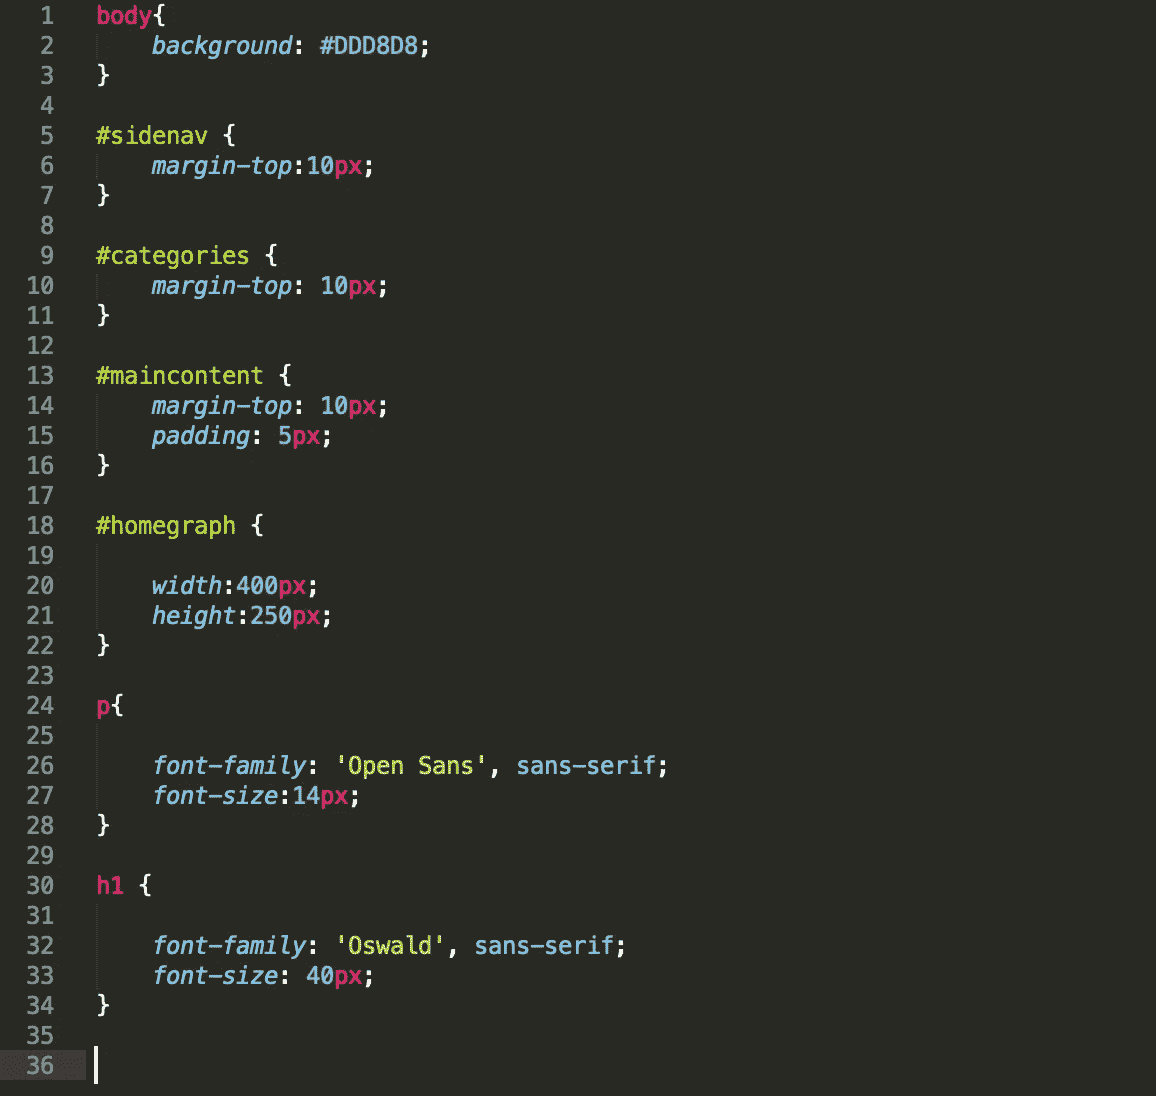 1 body{
2 background: #DDD8D8;
3 }
4
5 #sidenav {
6 margin-top:10px;
7 }
8
9 #categories {
10 margin-top: 10px;
11 }
12
13 #maincontent {
14 margin-top: 10px;
15 padding: 5px;
16 }
17
18 #homegraph {
19
20 width:400px;
21 height:250px;
22 }
23
24 p{
25
26 font-family: 'Open Sans', sans-serif;
27 font-size:14px;
28 }
29
30 h1 {
31
32 font-family: 'Oswald', sans-serif;
33 font-size: 40px;
34 }
35
36